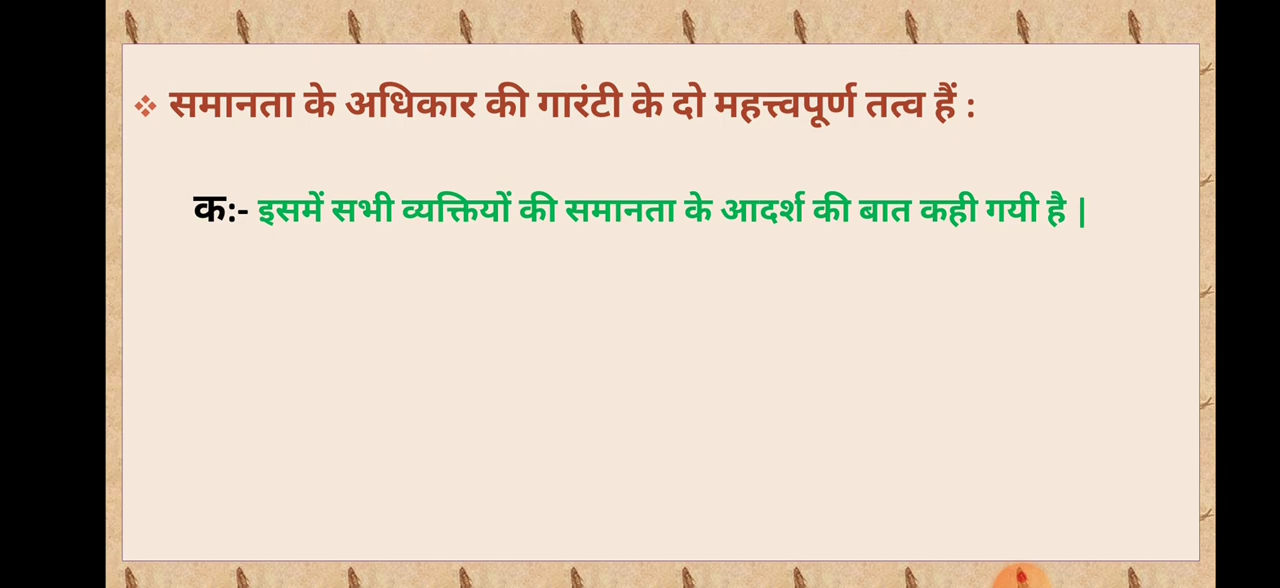 ❖ समानता के अधिकार की गारंटी के दो महत्त्वपूर्ण तत्व हैं :
क:- इसमें सभी व्यक्तियों की समानता के आदर्श की बात कही गयी है |